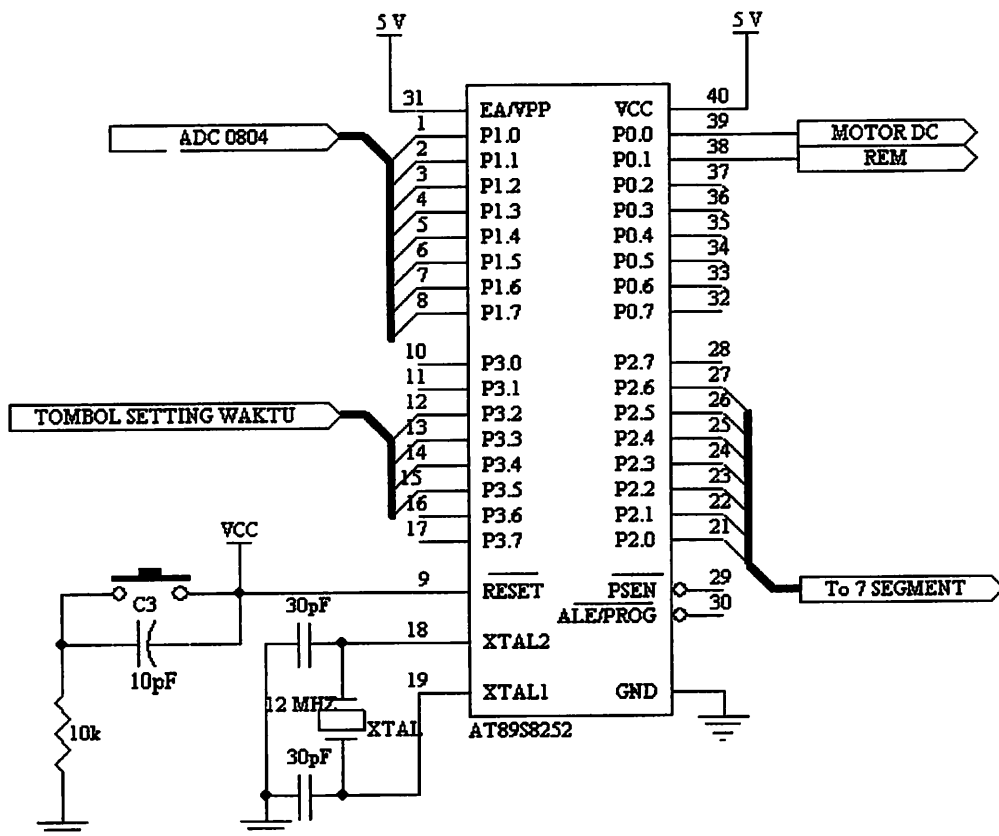 5 V
5 V
31 EA/VPP VCC 40
ADC 0804
1 P1.0 P0.0 39 MOTOR DC
2 P1.1 P0.1 38 REM
3 P1.2 P0.2 37
4 P1.3 P0.3 36
5 P1.4 P0.4 35
6 P1.5 P0.5 34
7 P1.6 P0.6 33
8 P1.7 P0.7 32
10 P3.0 P2.7 28
11 P3.1 P2.6 27
TOMBOL SETTING WAKTU
12 P3.2 P2.5 26
13 P3.3 P2.4 25
14 P3.4 P2.3 24
15 P3.5 P2.2 23
16 P3.6 P2.1 22
17 P3.7 P2.0 21
VCC
9 RESET PSEN 29
To 7 SEGMENT
C3
10pF
30pF
ALE/PROG 30
18 XTAL2
19 XTAL1 GND
12 MHZ
XTAL
10k
30pF
AT89S8252